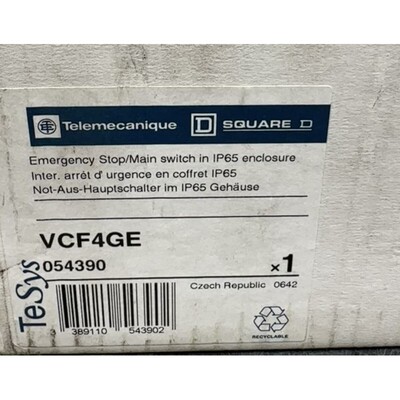 Telemecanique D SQUARE D
Emergency Stop/Main switch in IP65 enclosure
Inter. arrêt d' urgence en coffret IP65
Not-Aus-Hauptschalter im IP65 Gehäuse
VCF4GE
054390
x1
Czech Republic 0642
TeSys
3 389110 543902
RECYCLABLE